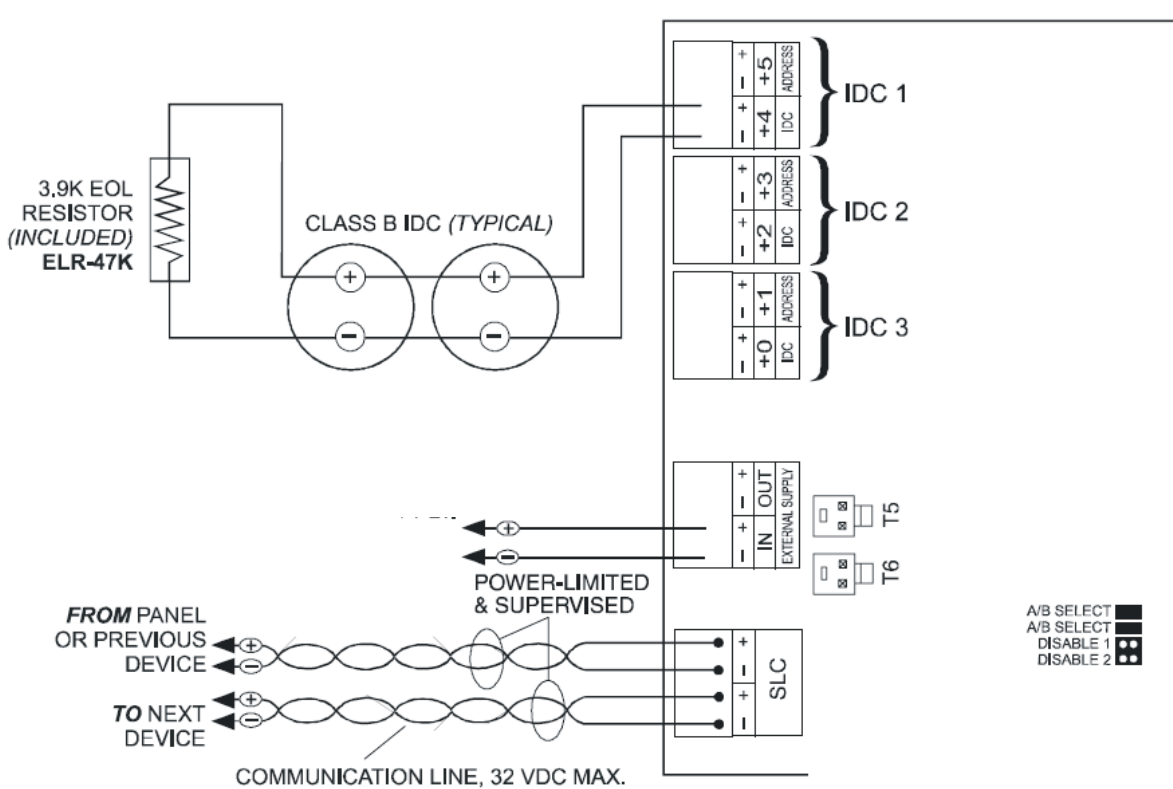 + - +5 ADDRESS
+ - +4 IDC
IDC 1
+ - +3 ADDRESS
+ - +2 IDC
IDC 2
+ - +1 ADDRESS
+ - +0 IDC
IDC 3
3.9K EOL
RESISTOR
(INCLUDED)
ELR-47K
CLASS B IDC (TYPICAL)
+ +
- -
+ - OUT
+ - IN
EXTERNAL SUPPLY
T5
T6
+
-
POWER-LIMITED
& SUPERVISED
FROM PANEL
OR PREVIOUS
DEVICE
+
-
TO NEXT
DEVICE
+
-
+ - + -
SLC
COMMUNICATION LINE, 32 VDC MAX.
A/B SELECT
A/B SELECT
DISABLE 1
DISABLE 2